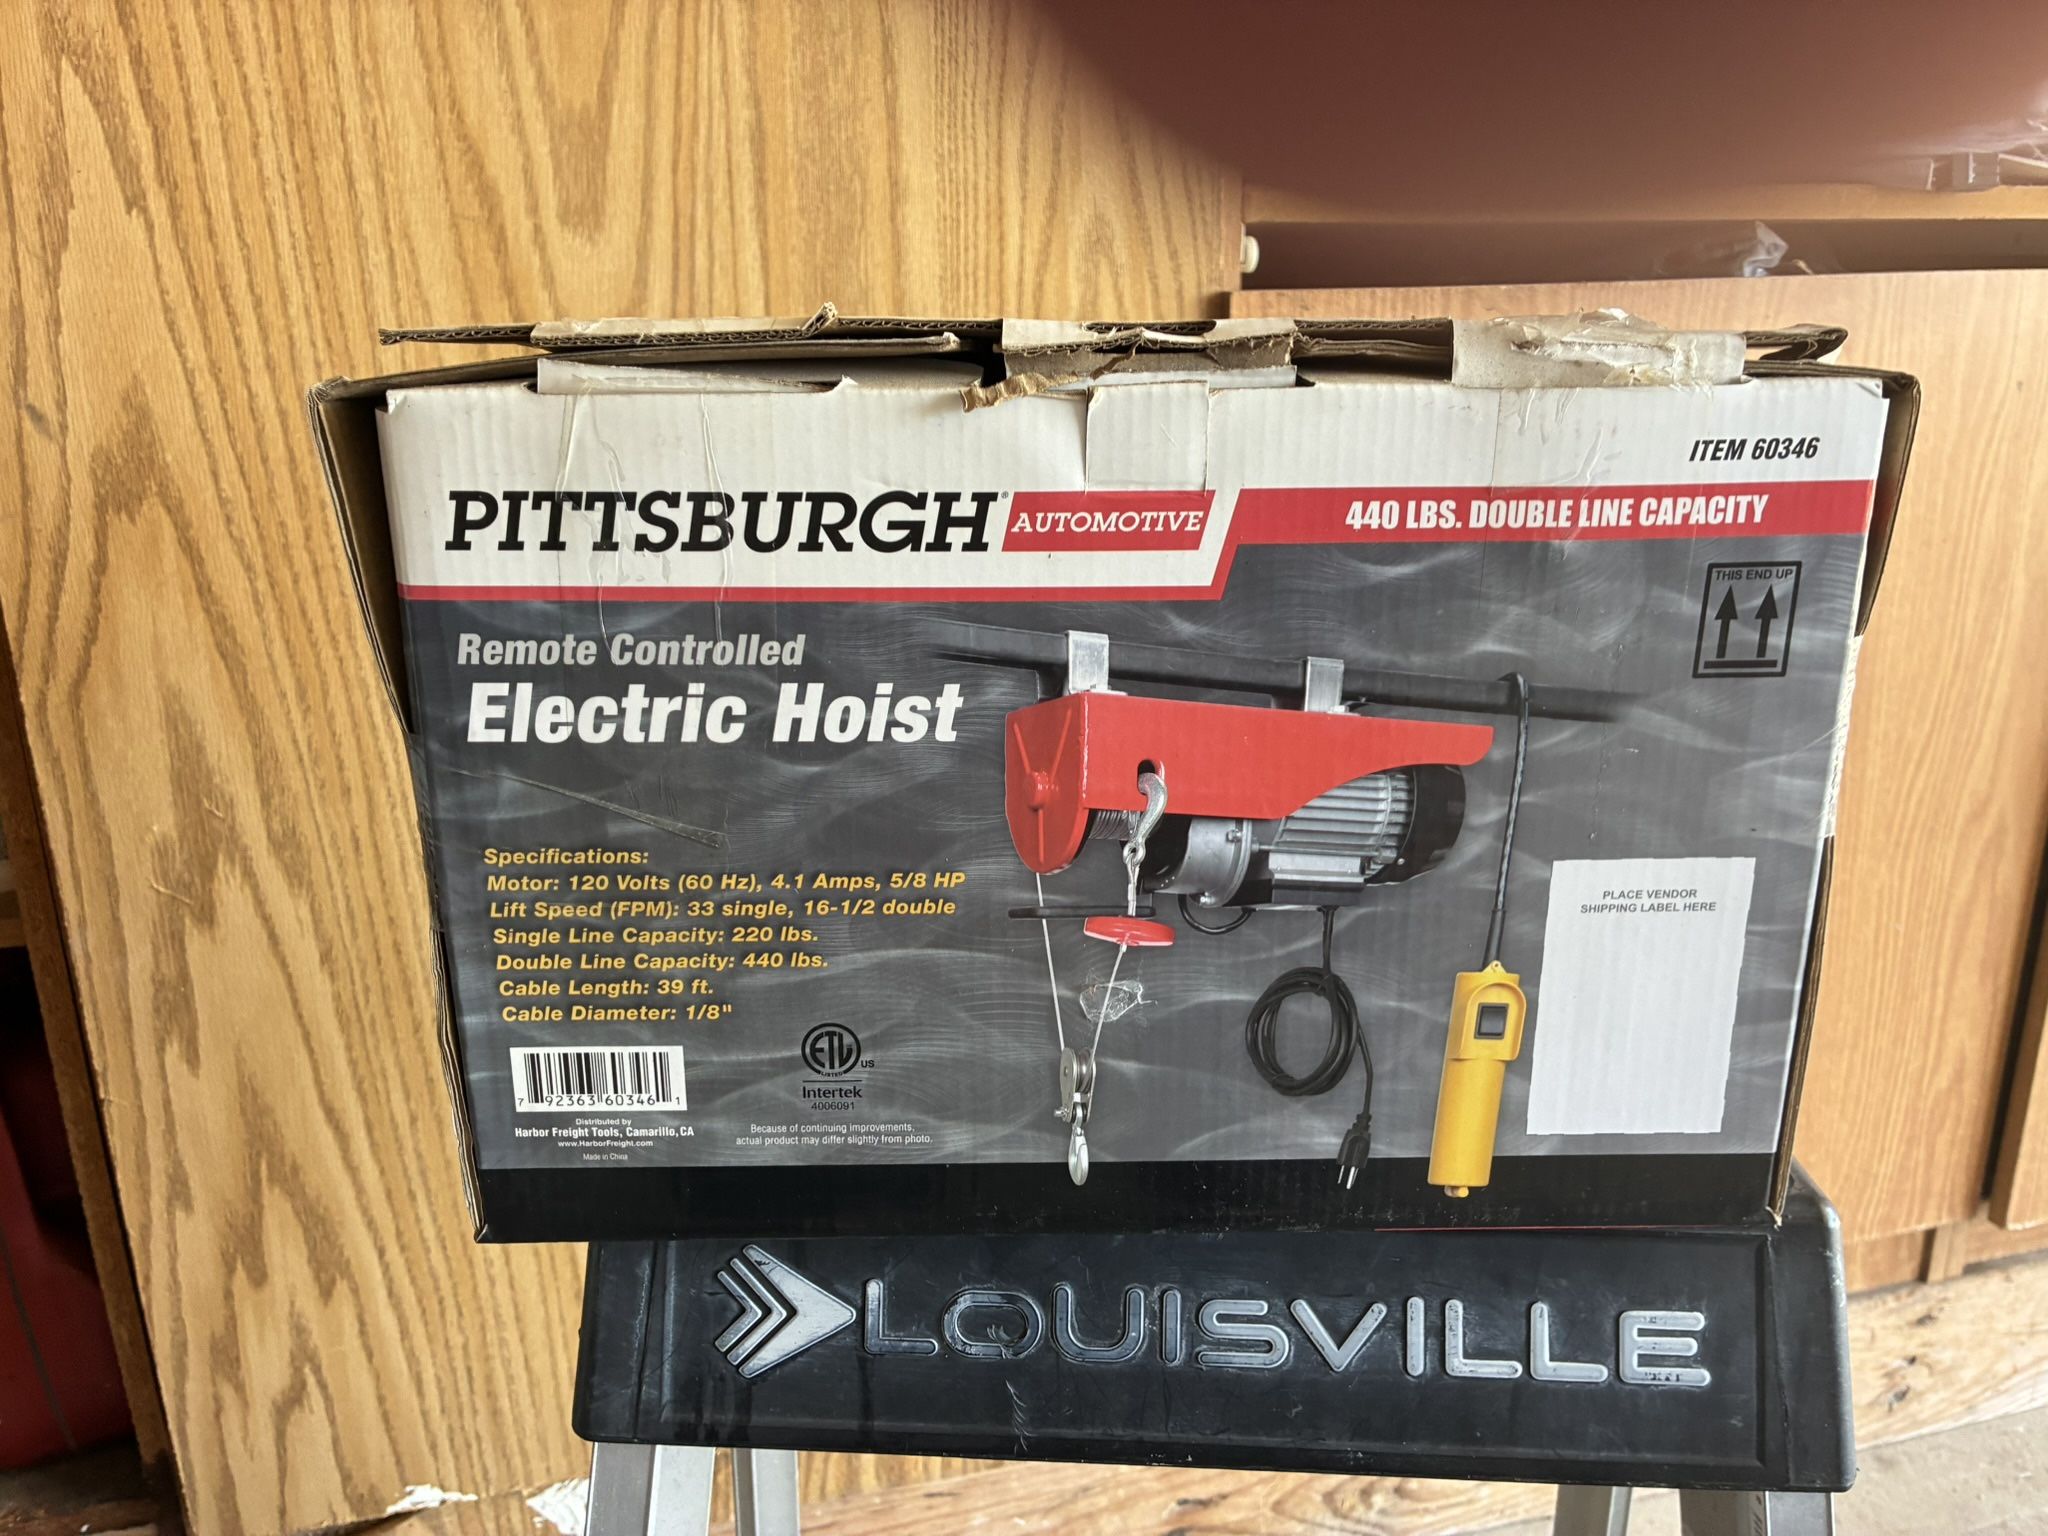 ITEM 60346
PITTSBURGH® AUTOMOTIVE
440 LBS. DOUBLE LINE CAPACITY
THIS END UP
Remote Controlled
Electric Hoist
Specifications:
Motor: 120 Volts (60 Hz), 4.1 Amps, 5/8 HP
Lift Speed (FPM): 33 single, 16-1/2 double
Single Line Capacity: 220 lbs.
Double Line Capacity: 440 lbs.
Cable Length: 39 ft.
Cable Diameter: 1/8"
PLACE VENDOR
SHIPPING LABEL HERE
7 92363 60346 1
Distributed by
Harbor Freight Tools, Camarillo, CA
www.HarborFreight.com
Made in China
ETL
LISTED
US
Intertek
4006091
Because of continuing improvements,
actual product may differ slightly from photo.
LOUISVILLE